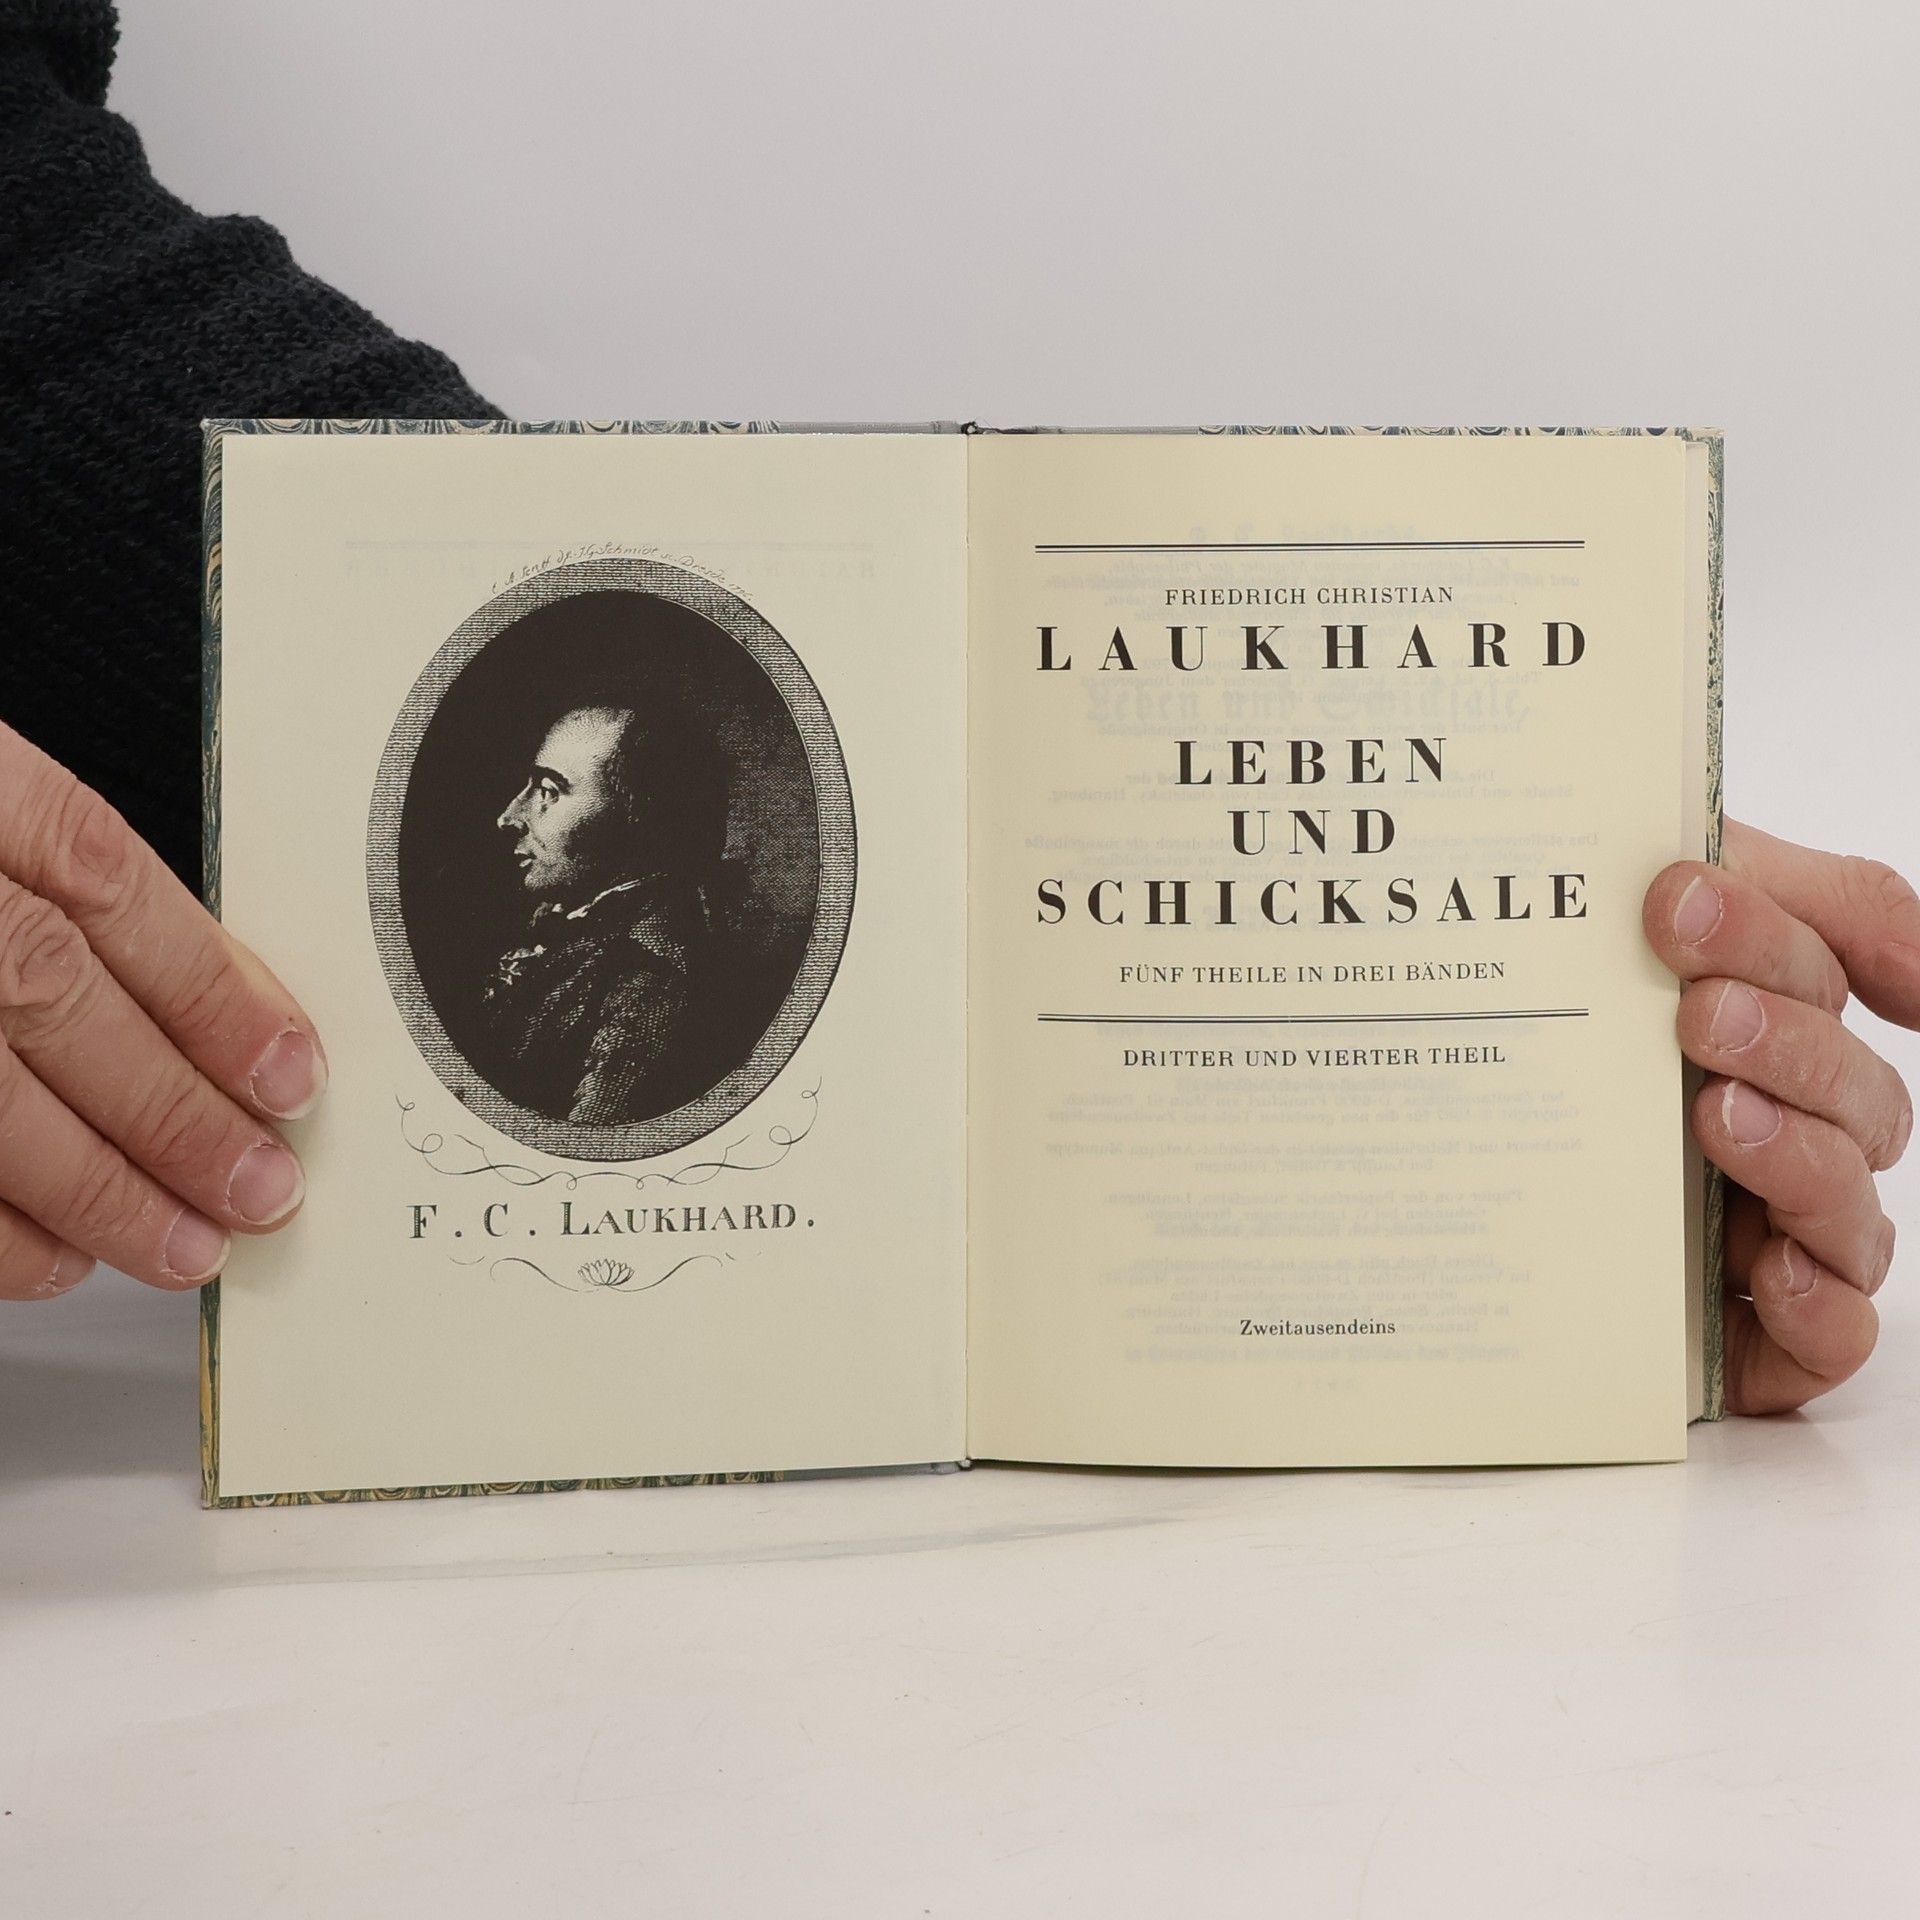 F. C. LAUKHARD.
FRIEDRICH CHRISTIAN
LAUKHARD
LEBEN
UND
SCHICKSALE
FÜNF THEILE IN DREI BÄNDEN
DRITTER UND VIERTER THEIL
Zweitausendeins